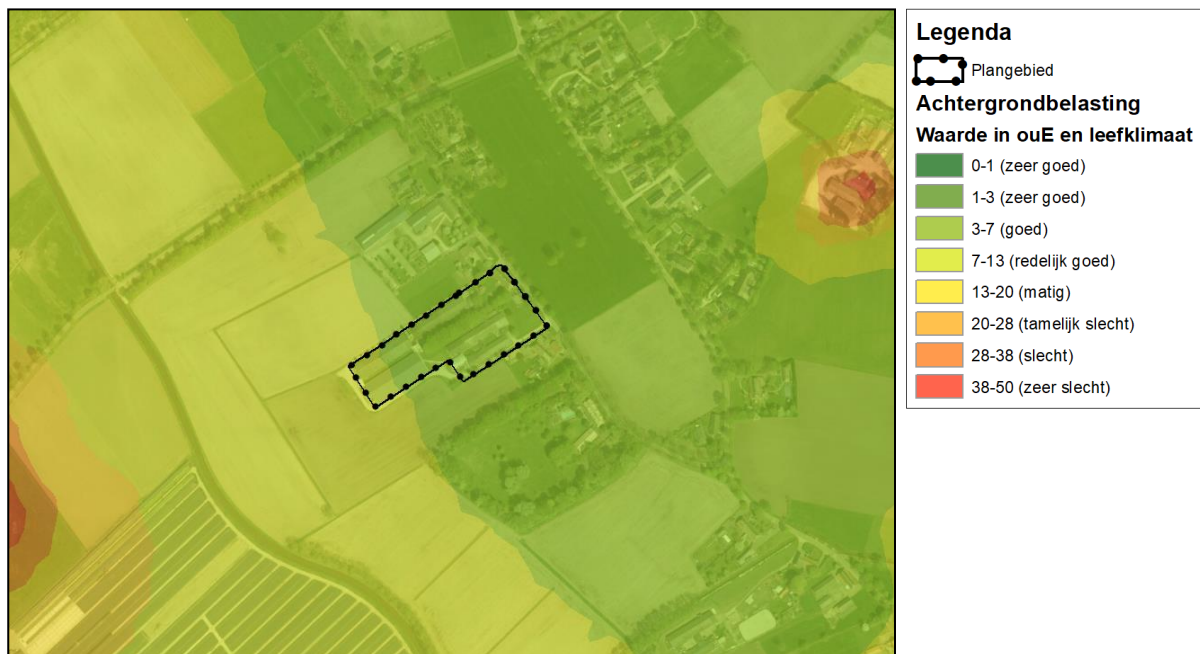 Legenda
Plangebied
Achtergrondbelasting
Waarde in ouE en leefklimaat
0-1 (zeer goed)
1-3 (zeer goed)
3-7 (goed)
7-13 (redelijk goed)
13-20 (matig)
20-28 (tamelijk slecht)
28-38 (slecht)
38-50 (zeer slecht)